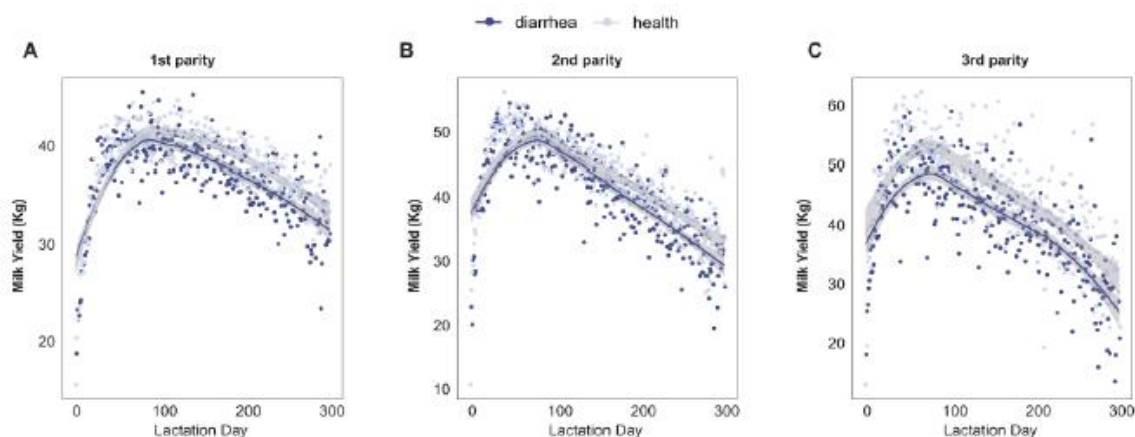 diarrhea health
A
1st parity
Milk Yield (Kg)
40
30
20
0 100 200 300
Lactation Day
B
2nd parity
Milk Yield (Kg)
50
40
30
20
10
0 100 200 300
Lactation Day
C
3rd parity
Milk Yield (Kg)
60
50
40
30
20
0 100 200 300
Lactation Day